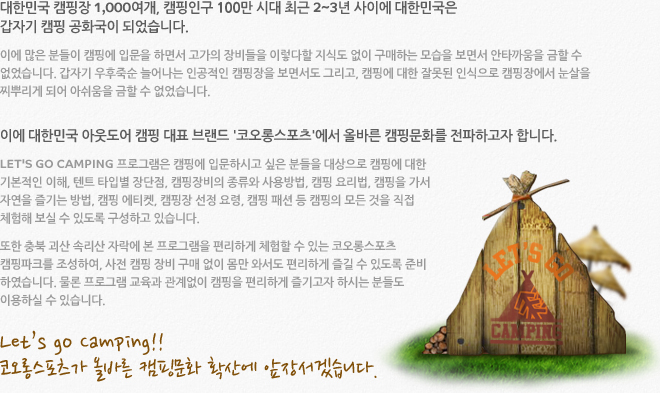 대한민국 캠핑장 1,000여개, 캠핑인구 100만 시대 최근 2~3년 사이에 대한민국은
갑자기 캠핑 공화국이 되었습니다.
이에 많은 분들이 캠핑에 입문을 하면서 고가의 장비들을 이렇다할 지식도 없이 구매하는 모습을 보면서 안타까움을 금할 수
없었습니다. 갑자기 우후죽순 늘어나는 인공적인 캠핑장을 보면서도 그리고, 캠핑에 대한 잘못된 인식으로 캠핑장에서 눈살을
찌뿌리게 되어 아쉬움을 금할 수 없었습니다.
이에 대한민국 아웃도어 캠핑 대표 브랜드 '코오롱스포츠'에서 올바른 캠핑문화를 전파하고자 합니다.
LET'S GO CAMPING 프로그램은 캠핑에 입문하시고 싶은 분들을 대상으로 캠핑에 대한
기본적인 이해, 텐트 타입별 장단점, 캠핑장비의 종류와 사용방법, 캠핑 요리법, 캠핑을 가서
자연을 즐기는 방법, 캠핑 에티켓, 캠핑장 선정 요령, 캠핑 패션 등 캠핑의 모든 것을 직접
체험해 보실 수 있도록 구성하고 있습니다.
또한 충북 괴산 속리산 자락에 본 프로그램을 편리하게 체험할 수 있는 코오롱스포츠
캠핑파크를 조성하여, 사전 캠핑 장비 구매 없이 몸만 와서도 편리하게 즐길 수 있도록 준비
하였습니다. 물론 프로그램 교육과 관계없이 캠핑을 편리하게 즐기고자 하시는 분들도
이용하실 수 있습니다.
LET'S GO
CAMPING
Let's go camping!!
코오롱스포츠가 올바른 캠핑문화 확산에 앞장서겠습니다.